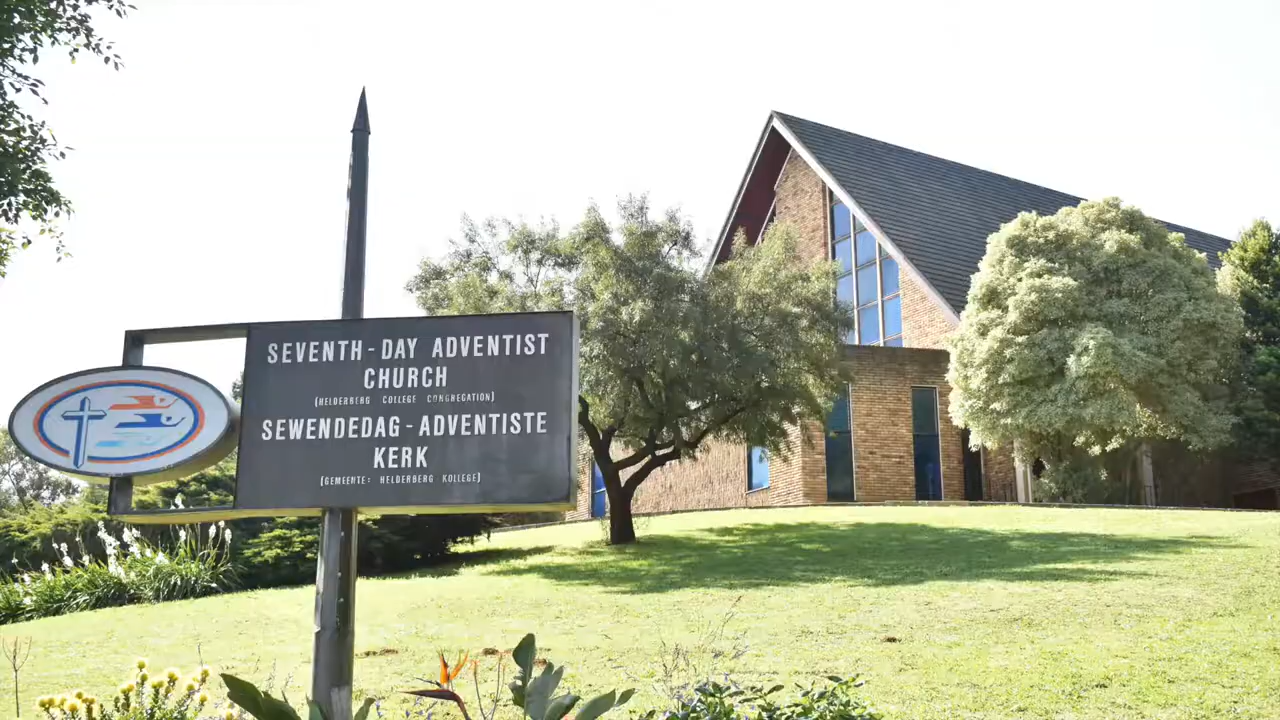 SEVENTH-DAY ADVENTIST
CHURCH
(HELDERBERG COLLEGE CONGREGATION)
SEWENDEDAG-ADVENTISTE
KERK
(GEMEENTE: HELDERBERG KOLLEGE)